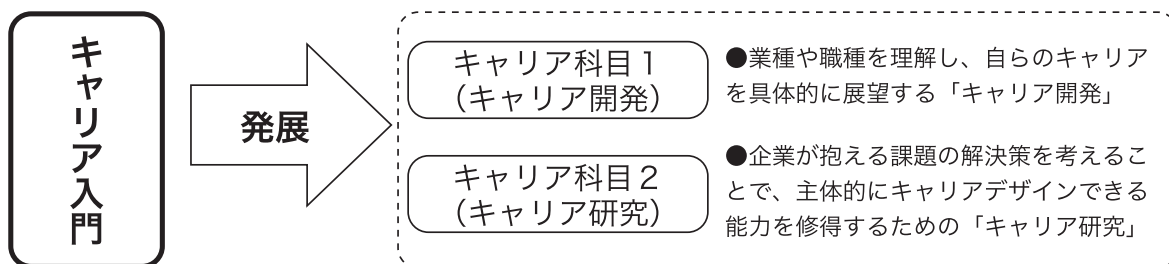 キャリア入門
発展
キャリア科目1
（キャリア開発）
●業種や職種を理解し、自らのキャリア
を具体的に展望する「キャリア開発」
キャリア科目2
（キャリア研究）
●企業が抱える課題の解決策を考えるこ
とで、主体的にキャリアデザインできる
能力を修得するための「キャリア研究」